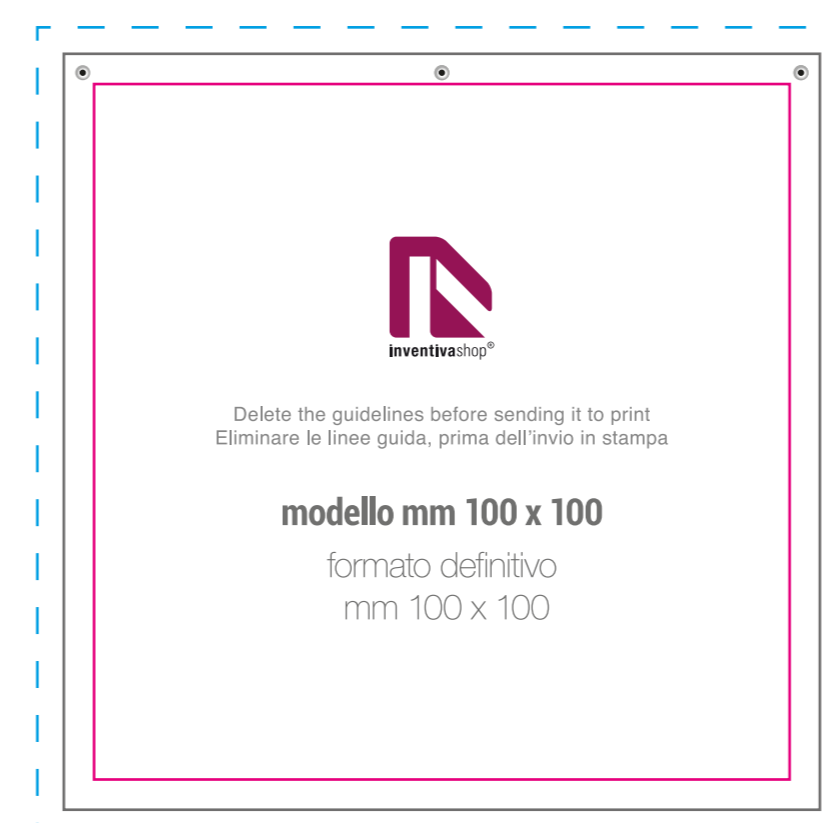 inventivashop®
Delete the guidelines before sending it to print
Eliminare le linee guida, prima dell'invio in stampa
modello mm 100 x 100
formato definitivo
mm 100 x 100